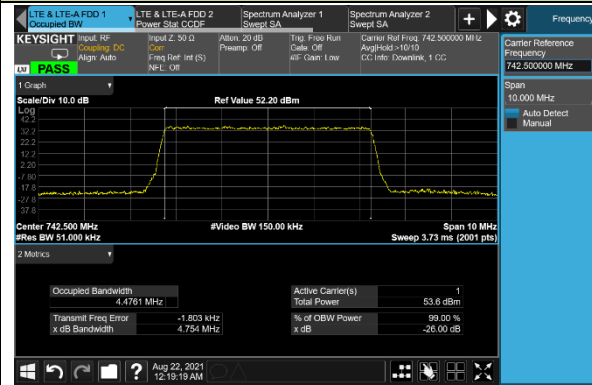 LTE & LTE-A FDD 1
Occupied BW
LTE & LTE-A FDD 2
Power Stat CCDF
Spectrum Analyzer 1
Swept SA
Spectrum Analyzer 2
Swept SA
Frequency
KEYSIGHT
Input: RF
Coupling: DC
Align: Auto
Input Z: 50 Ω
Corr
Freq Ref: Int (S)
NFE: Off
Atten: 20 dB
Preamp: Off
Trig: Free Run
Gate: Off
#IF Gain: Low
Carrier Ref Freq: 742.500000 MHz
Avg|Hold:>10/10
CC Info: Downlink, 1 CC
LXI
PASS
Carrier Reference
Frequency
742.500000 MHz
Span
10.000 MHz
Auto Detect
Manual
1 Graph
Scale/Div 10.0 dB
Ref Value 52.20 dBm
Log
42.2
32.2
22.2
12.2
2.20
-7.80
-17.8
-27.8
-37.8
Center 742.500 MHz
#Video BW 150.00 kHz
Span 10 MHz
#Res BW 51.000 kHz
Sweep 3.73 ms (2001 pts)
2 Metrics
Occupied Bandwidth
4.4761 MHz
Active Carrier(s) 1
Total Power 53.6 dBm
Transmit Freq Error -1.803 kHz
x dB Bandwidth 4.754 MHz
% of OBW Power 99.00 %
x dB -26.00 dB
?
Aug 22, 2021
12:19:19 AM